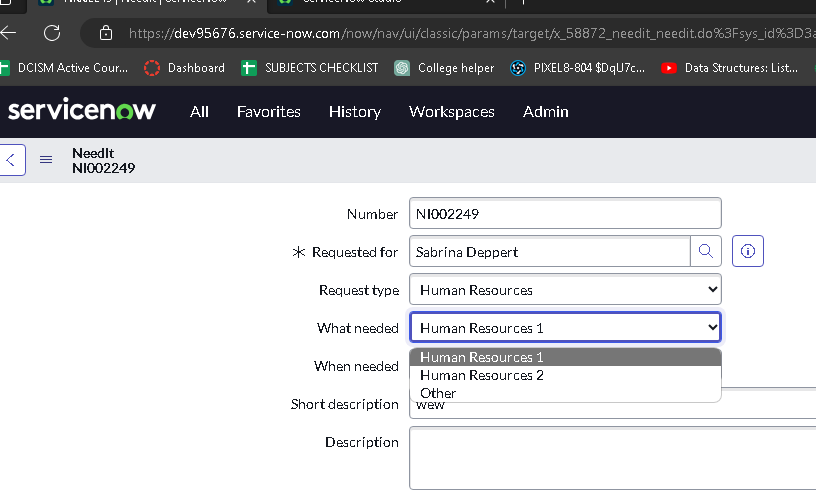 https://dev95676.service-now.com/now/nav/ui/classic/params/target/x_58872_needit_needit.do%3Fsys_id%3D3a
DCISM Active Cour... Dashboard SUBJECTS CHECKLIST College helper PIXEL8-804 $DqU7c... Data Structures: List...
servicenow All Favorites History Workspaces Admin
NeedIt
NI002249
Number NI002249
* Requested for Sabrina Deppert
Request type Human Resources
What needed Human Resources 1
Human Resources 1
When needed
Human Resources 2
Other
Short description wew
Description